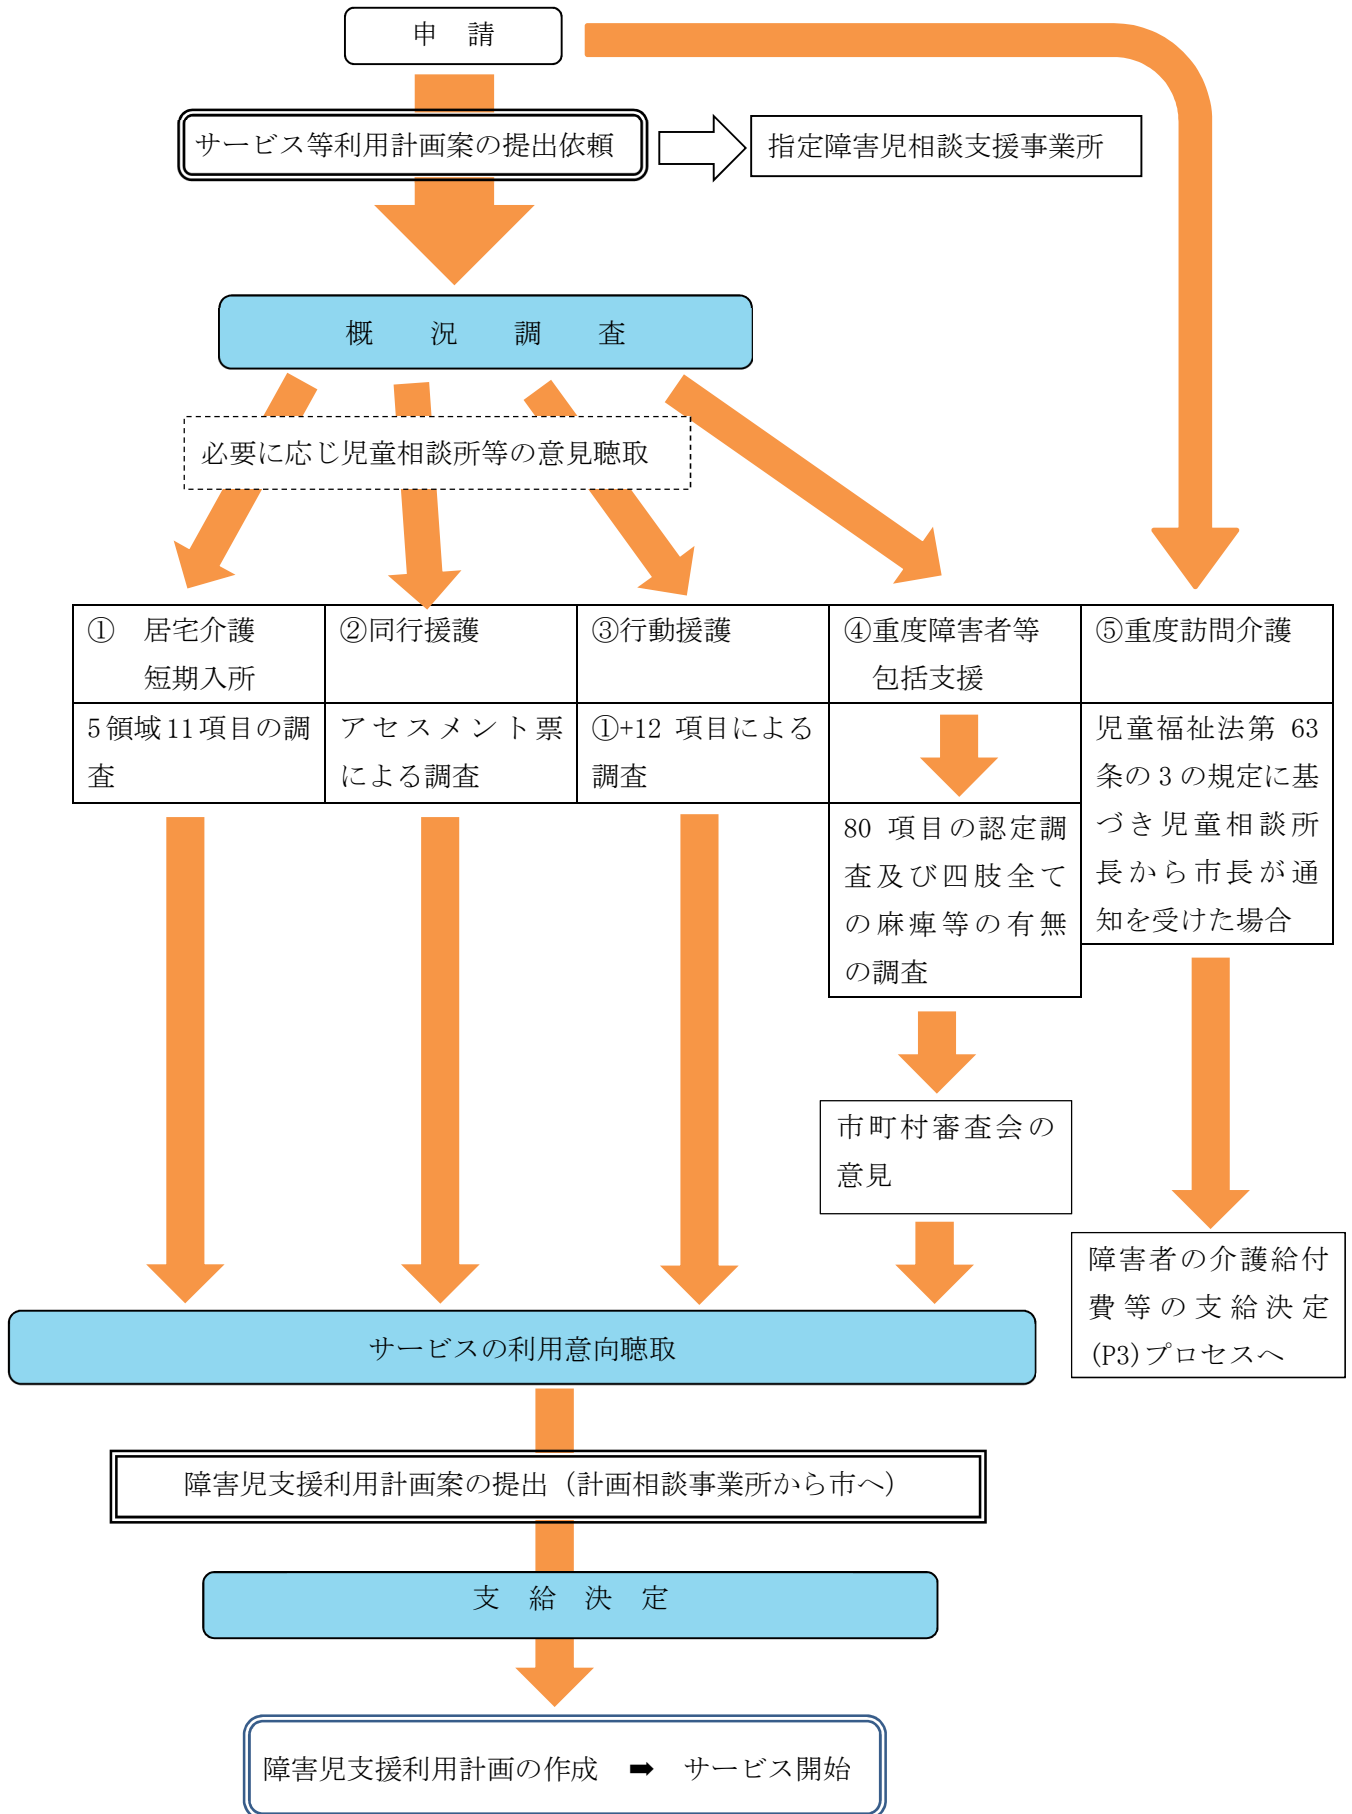 申　請
サービス等利用計画案の提出依頼
指定障害児相談支援事業所
概　況　調　査
必要に応じ児童相談所等の意見聴取
①　居宅介護
短期入所
5領域11項目の調
査
②同行援護
アセスメント票
による調査
③行動援護
①+12 項目による
調査
④重度障害者等
包括支援
80 項目の認定調
査及び四肢全て
の麻痺等の有無
の調査
⑤重度訪問介護
児童福祉法第 63
条の 3 の規定に基
づき児童相談所
長から市長が通
知を受けた場合
市町村審査会の
意見
障害者の介護給付
費等の支給決定
(P3)プロセスへ
サービスの利用意向聴取
障害児支援利用計画案の提出（計画相談事業所から市へ）
支　給　決　定
障害児支援利用計画の作成　➡　サービス開始